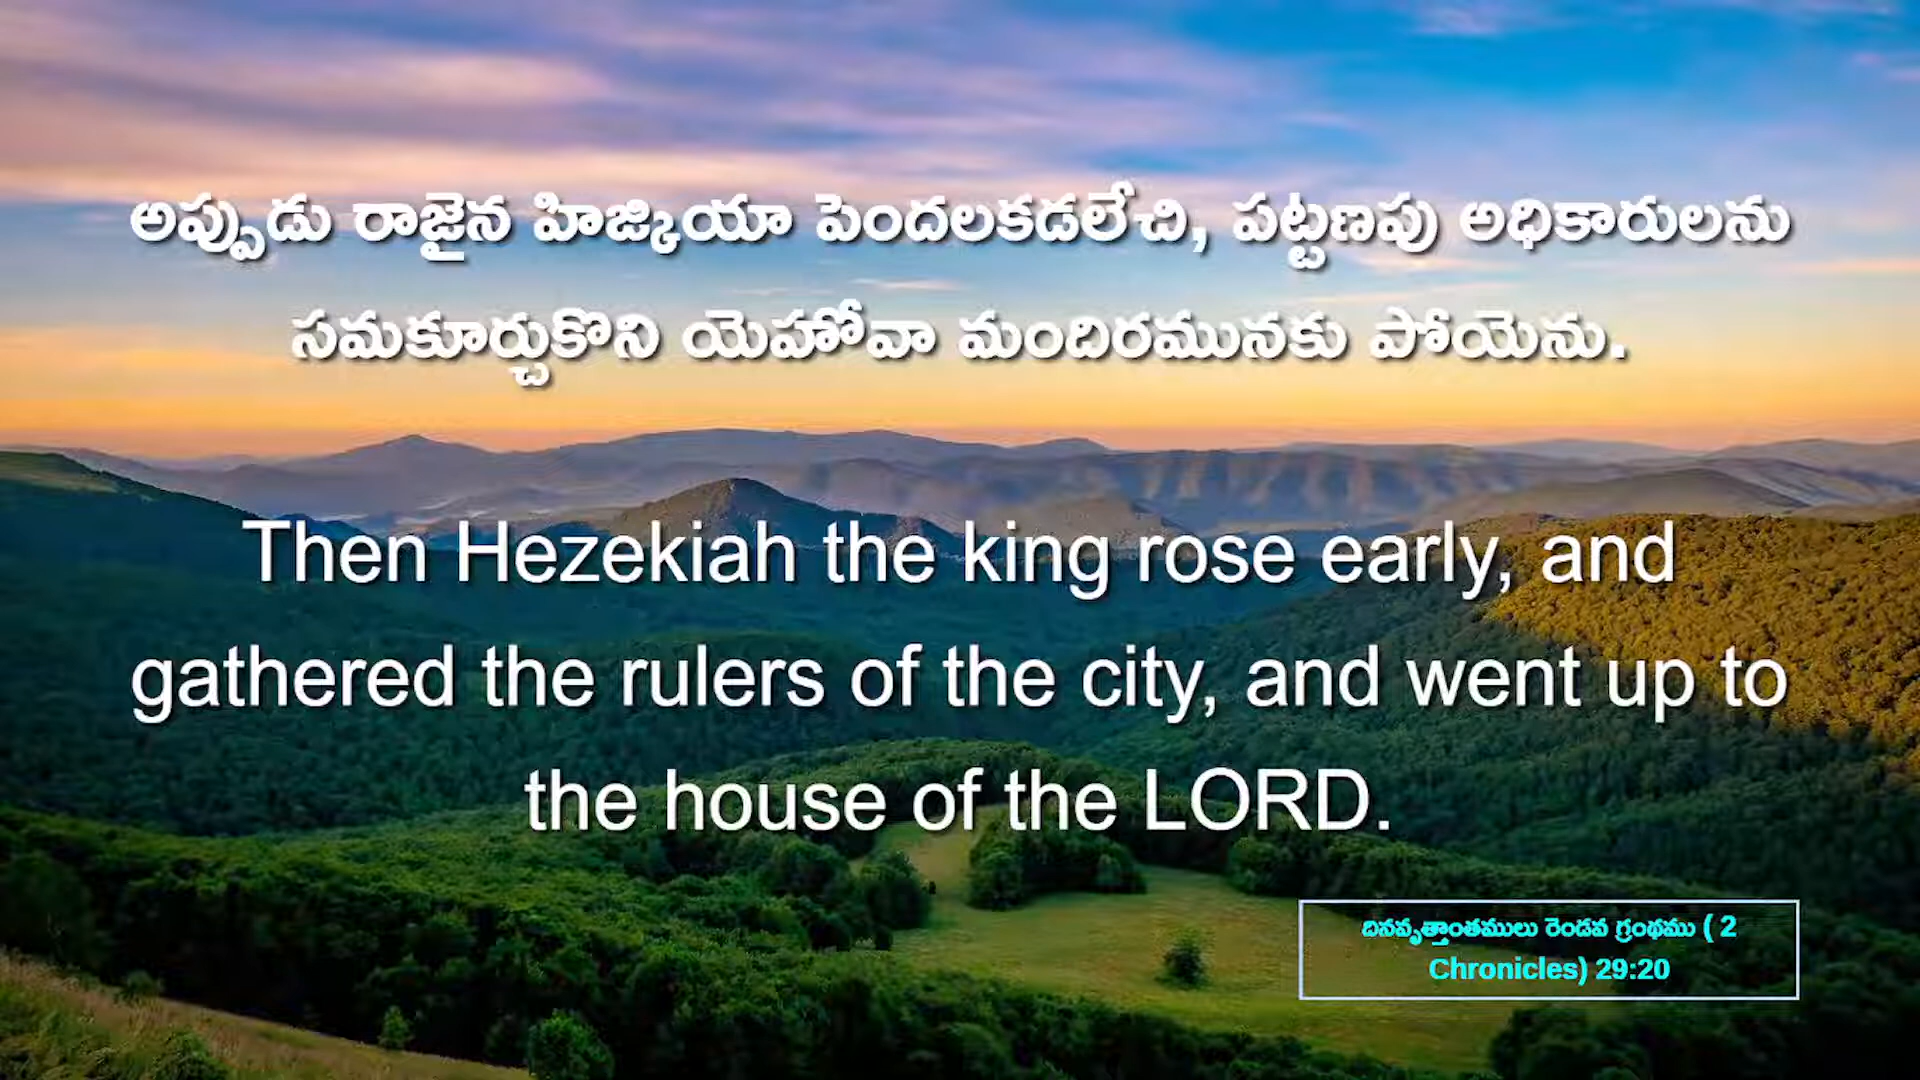 అప్పుడు రాజైన హిజ్కియా పెందలకడలేచి, పట్టణపు అధికారులను
సమకూర్చుకొని యెహోవా మందిరమునకు పోయెను.
Then Hezekiah the king rose early, and
gathered the rulers of the city, and went up to
the house of the LORD.
దినవృత్తాంతములు రెండవ గ్రంథము ( 2
Chronicles) 29:20